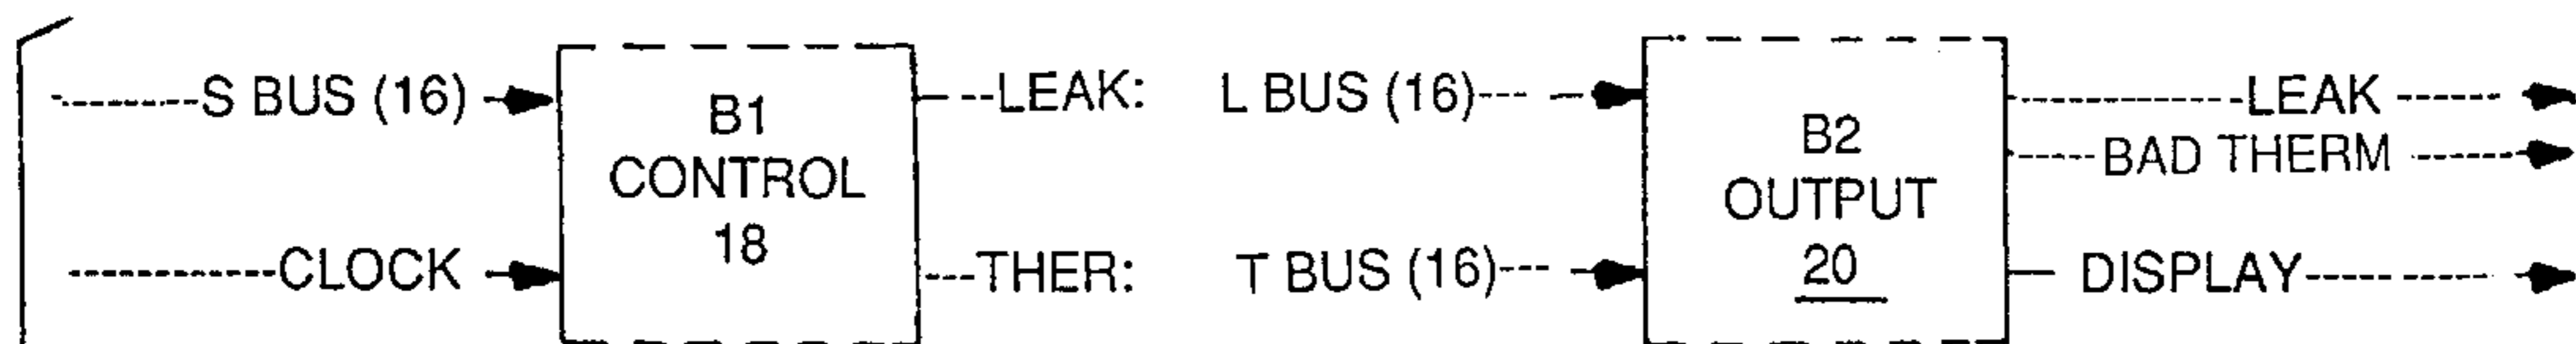 S BUS (16)
CLOCK
B1
CONTROL
18
LEAK: L BUS (16)
THER: T BUS (16)
B2
OUTPUT
20
LEAK
BAD THERM
DISPLAY